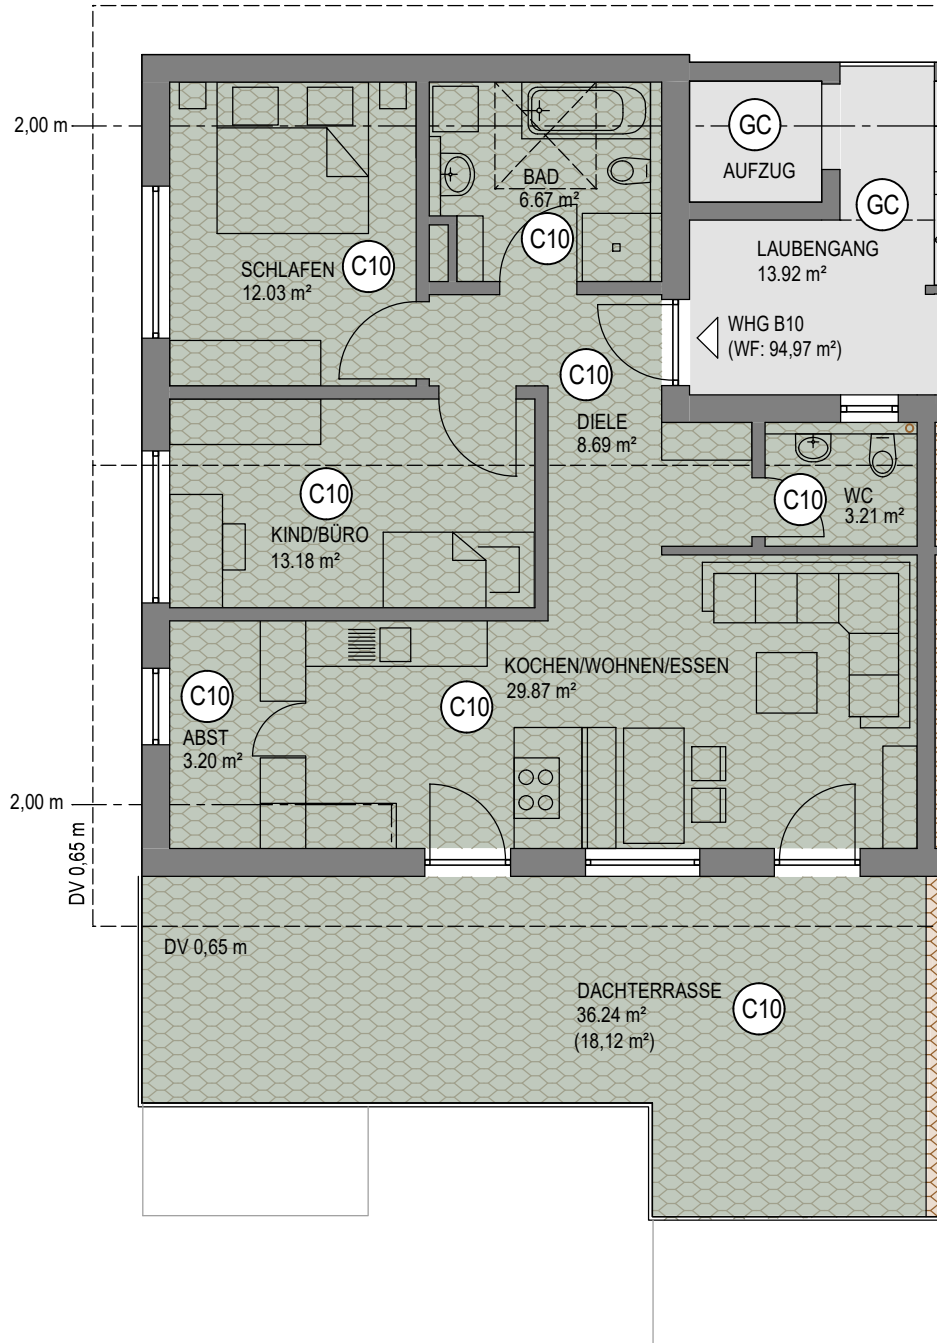 2,00 m
GC
AUFZUG
GC
BAD
6.67 m²
C10
SCHLAFEN
12.03 m²
C10
LAUBENGANG
13.92 m²
WHG B10
(WF: 94,97 m²)
C10
DIELE
8.69 m²
C10
KIND/BÜRO
13.18 m²
C10
WC
3.21 m²
KOCHEN/WOHNEN/ESSEN
29.87 m²
C10
C10
ABST
3.20 m²
2,00 m
DV 0,65 m
DV 0,65 m
DACHTERRASSE
36.24 m²
(18,12 m²)
C10